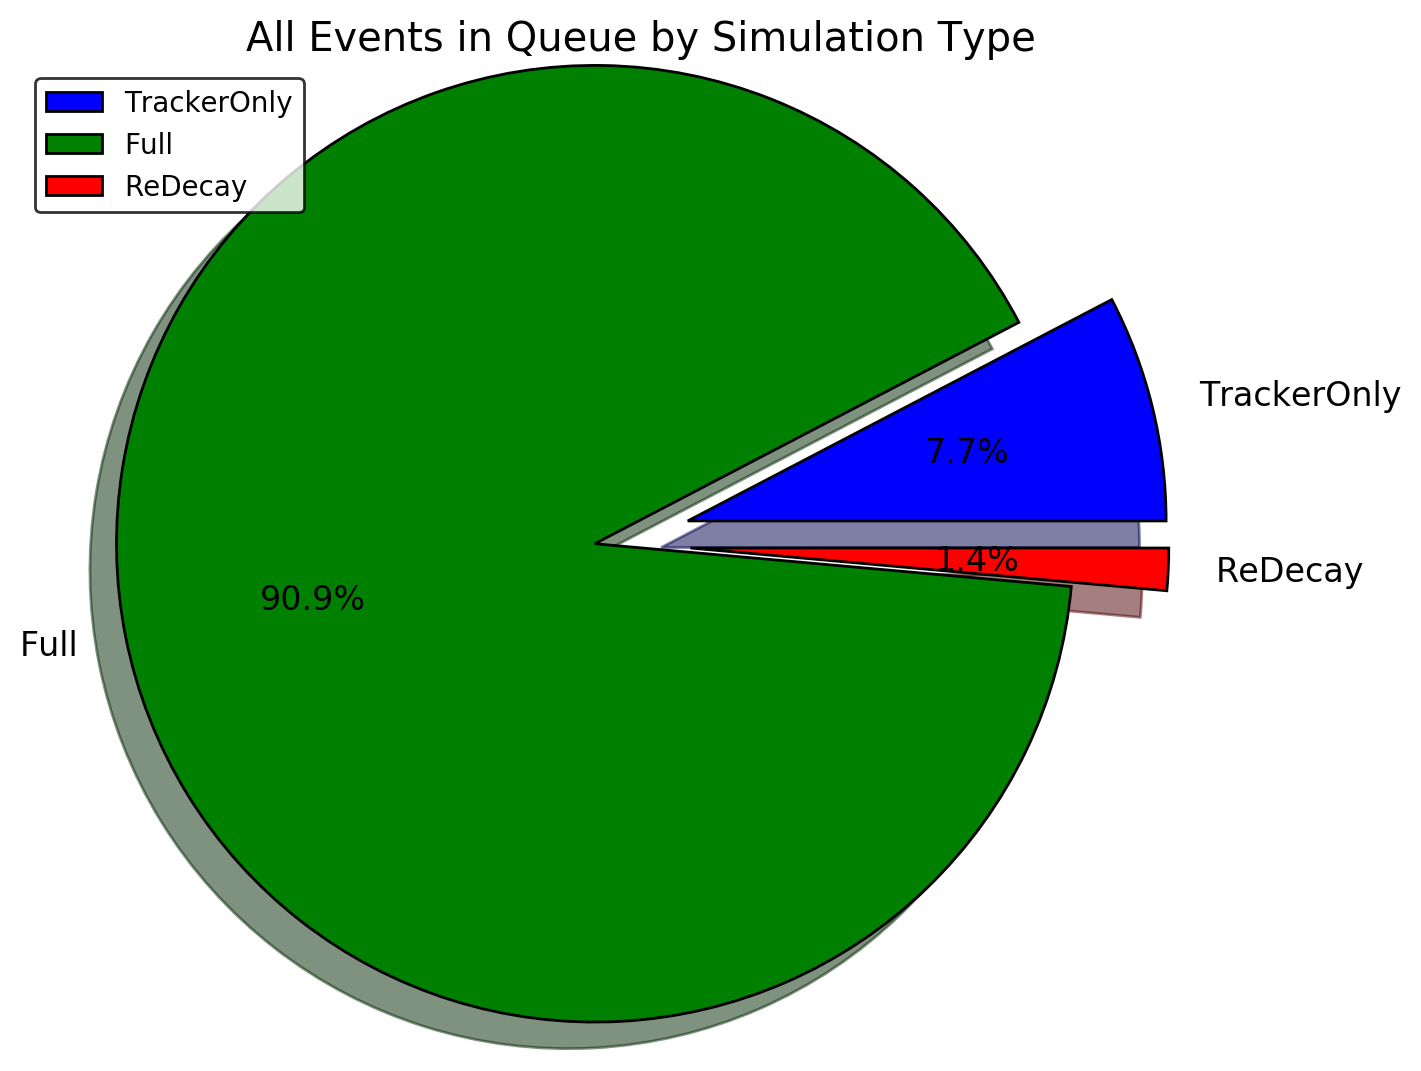 All Events in Queue by Simulation Type
TrackerOnly
Full
ReDecay
TrackerOnly
7.7%
1.4%
ReDecay
90.9%
Full